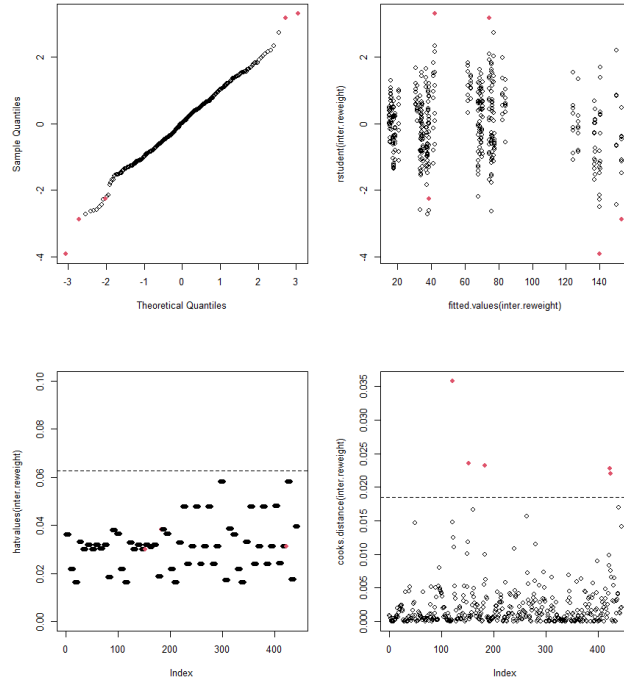 Sample Quantiles
2
0
-2
-4
-3 -2 -1 0 1 2 3
Theoretical Quantiles
rstudent(inter.reweight)
2
0
-2
-4
20 40 60 80 100 120 140
fitted.values(inter.reweight)
hatvalues(inter.reweight)
0.10
0.08
0.06
0.04
0.02
0.00
0 100 200 300 400
Index
cooks.distance(inter.reweight)
0.035
0.030
0.025
0.020
0.015
0.010
0.005
0.000
0 100 200 300 400
Index